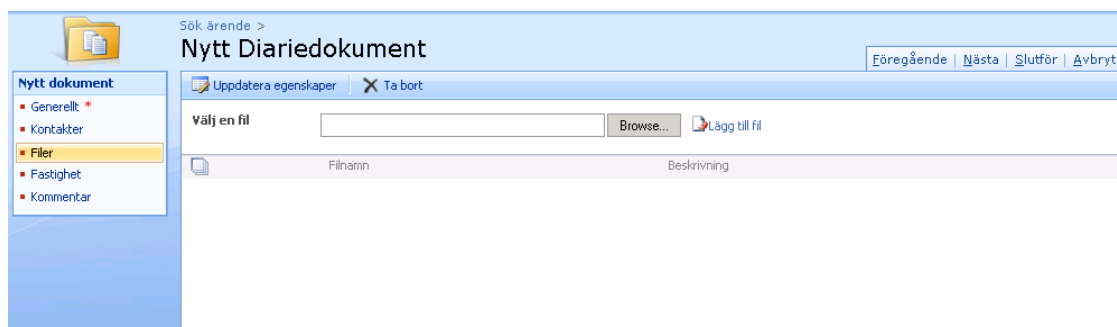 Sök ärende >
Nytt Diariedokument
Föregående | Nästa | Slutför | Avbryt
Nytt dokument
Generellt *
Kontakter
Filer
Fastighet
Kommentar
Uppdatera egenskaper
Ta bort
Välj en fil
Browse...
Lägg till fil
Filnamn
Beskrivning